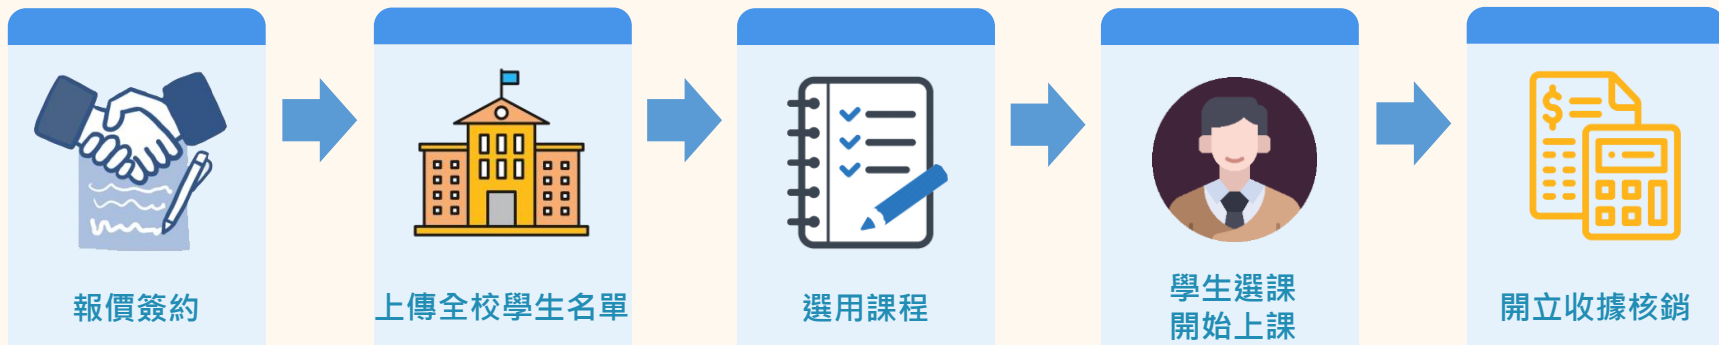 報價簽約
上傳全校學生名單
選用課程
學生選課
開始上課
開立收據核銷